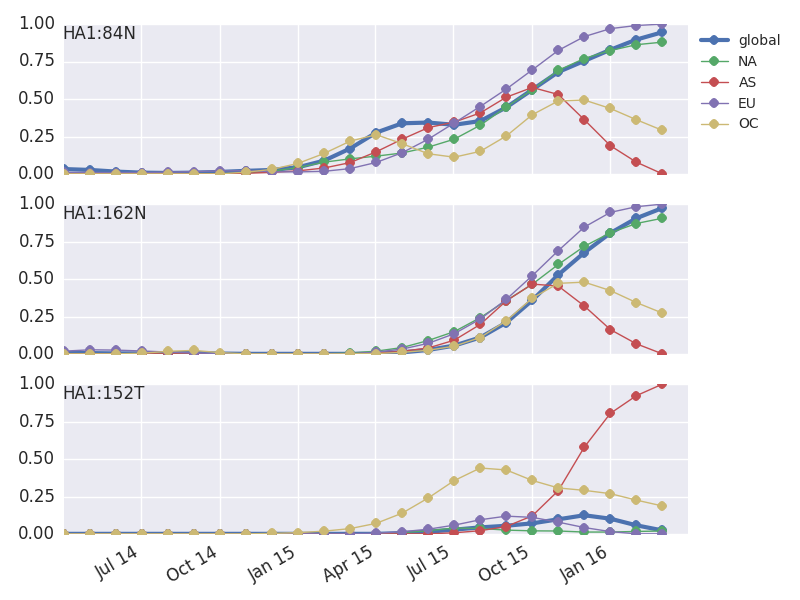 1.00
HA1:84N
0.75
0.50
0.25
0.00
global
NA
AS
EU
OC
1.00
HA1:162N
0.75
0.50
0.25
0.00
1.00
HA1:152T
0.75
0.50
0.25
0.00
Jul 14
Oct 14
Jan 15
Apr 15
Jul 15
Oct 15
Jan 16